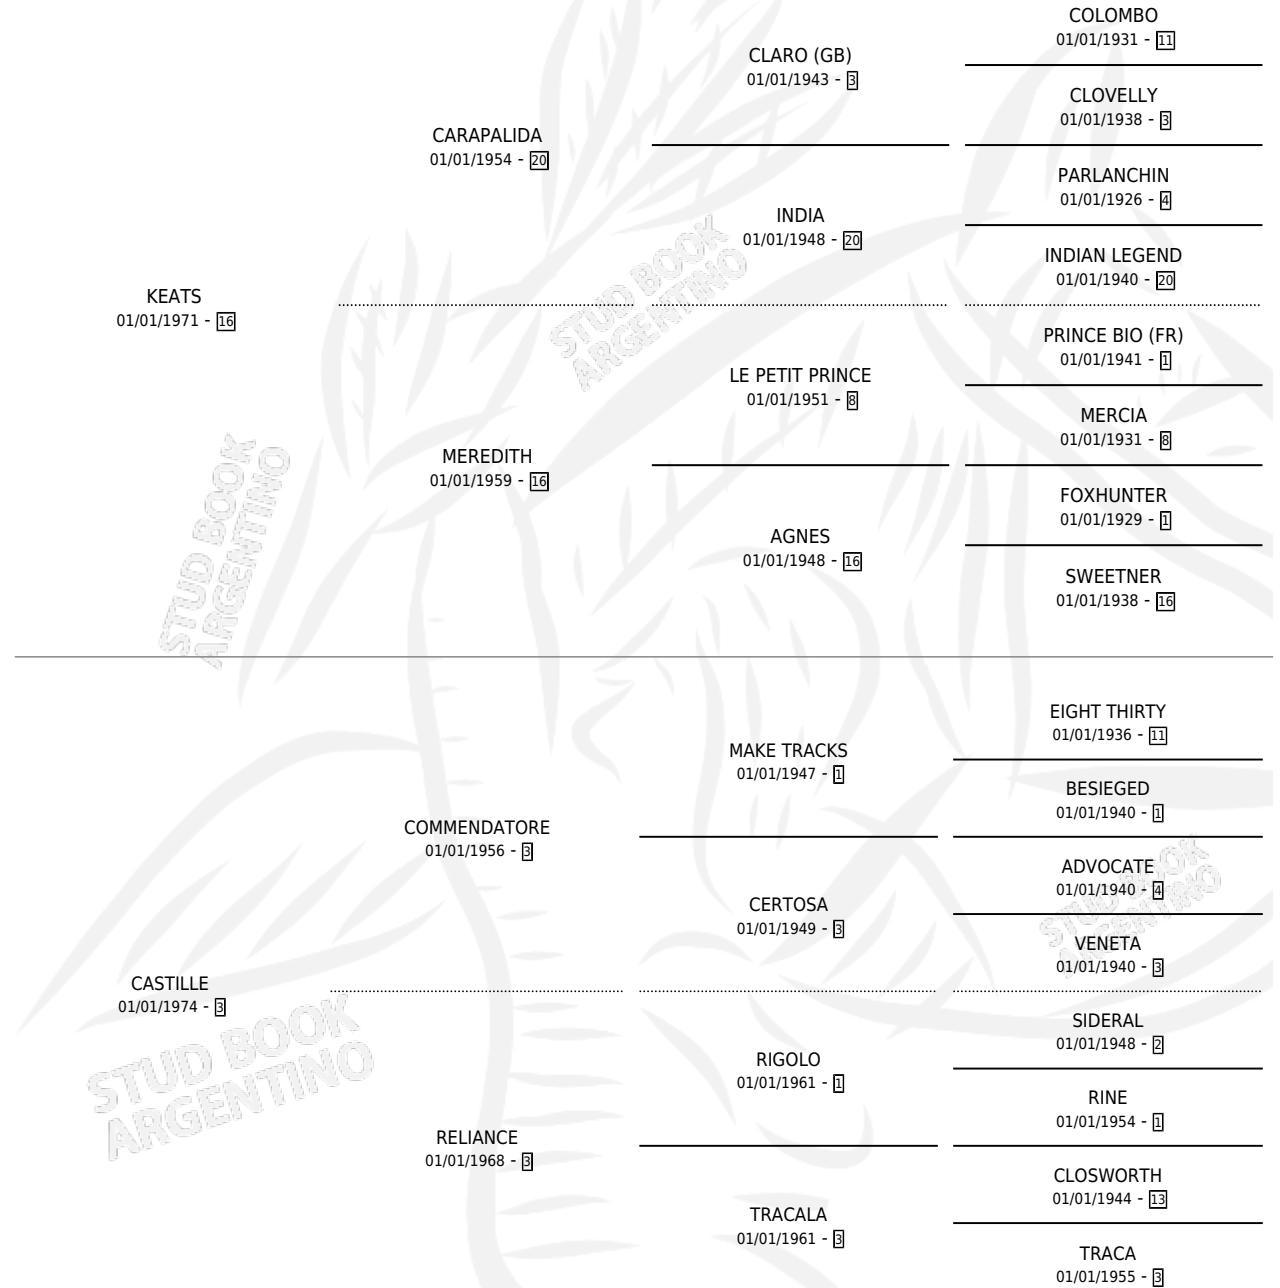 COLOMBO
01/01/1931 - 11
CLARO (GB)
01/01/1943 - 3
CLOVELLY
01/01/1938 - 3
CARAPALIDA
01/01/1954 - 20
PARLANCHIN
01/01/1926 - 4
INDIA
01/01/1948 - 20
INDIAN LEGEND
01/01/1940 - 20
KEATS
01/01/1971 - 16
STUD BOOK
ARGENTINO
PRINCE BIO (FR)
01/01/1941 - 1
LE PETIT PRINCE
01/01/1951 - 8
MERCIA
01/01/1931 - 8
MEREDITH
01/01/1959 - 16
FOXHUNTER
01/01/1929 - 1
AGNES
01/01/1948 - 16
SWEETNER
01/01/1938 - 16
STUD BOOK
ARGENTINO
EIGHT THIRTY
01/01/1936 - 11
MAKE TRACKS
01/01/1947 - 1
BESIEGED
01/01/1940 - 1
COMMENDATORE
01/01/1956 - 3
ADVOCATE
01/01/1940 - 4
CERTOSA
01/01/1949 - 3
VENETA
01/01/1940 - 3
STUD BOOK
ARGENTINO
CASTILLE
01/01/1974 - 3
SIDERAL
01/01/1948 - 2
RIGOLO
01/01/1961 - 1
RINE
01/01/1954 - 1
STUD BOOK
ARGENTINO
RELIANCE
01/01/1968 - 3
CLOSWORTH
01/01/1944 - 13
TRACALA
01/01/1961 - 3
TRACA
01/01/1955 - 3